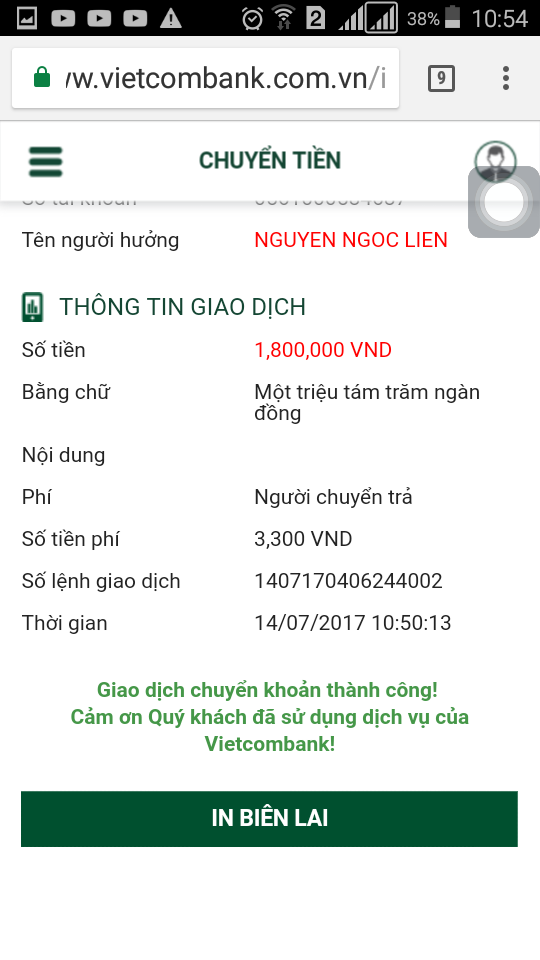 2
38%
10:54
w.vietcombank.com.vn/i
9
CHUYỂN TIỀN
Số tài khoản
Tên người hưởng NGUYEN NGOC LIEN
THÔNG TIN GIAO DỊCH
Số tiền 1,800,000 VND
Bằng chữ Một triệu tám trăm ngàn
đồng
Nội dung
Phí Người chuyển trả
Số tiền phí 3,300 VND
Số lệnh giao dịch 1407170406244002
Thời gian 14/07/2017 10:50:13
Giao dịch chuyển khoản thành công!
Cảm ơn Quý khách đã sử dụng dịch vụ của
Vietcombank!
IN BIÊN LAI